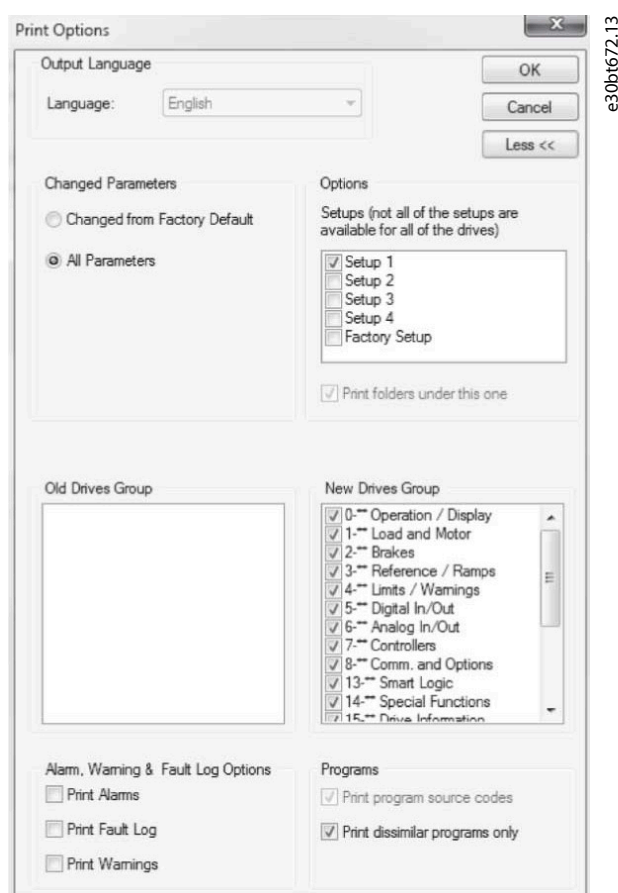 Print Options
e30bt672.13
Output Language
Language: English
OK
Cancel
Less <<
Changed Parameters
Changed from Factory Default
All Parameters
Options
Setups (not all of the setups are
available for all of the drives)
Setup 1
Setup 2
Setup 3
Setup 4
Factory Setup
Print folders under this one
Old Drives Group
New Drives Group
0-** Operation / Display
1-** Load and Motor
2-** Brakes
3-** Reference / Ramps
4-** Limits / Warnings
5-** Digital In/Out
6-** Analog In/Out
7-** Controllers
8-** Comm. and Options
13-** Smart Logic
14-** Special Functions
15-** Drive Information
Alarm, Warning & Fault Log Options
Print Alarms
Print Fault Log
Print Warnings
Programs
Print program source codes
Print dissimilar programs only